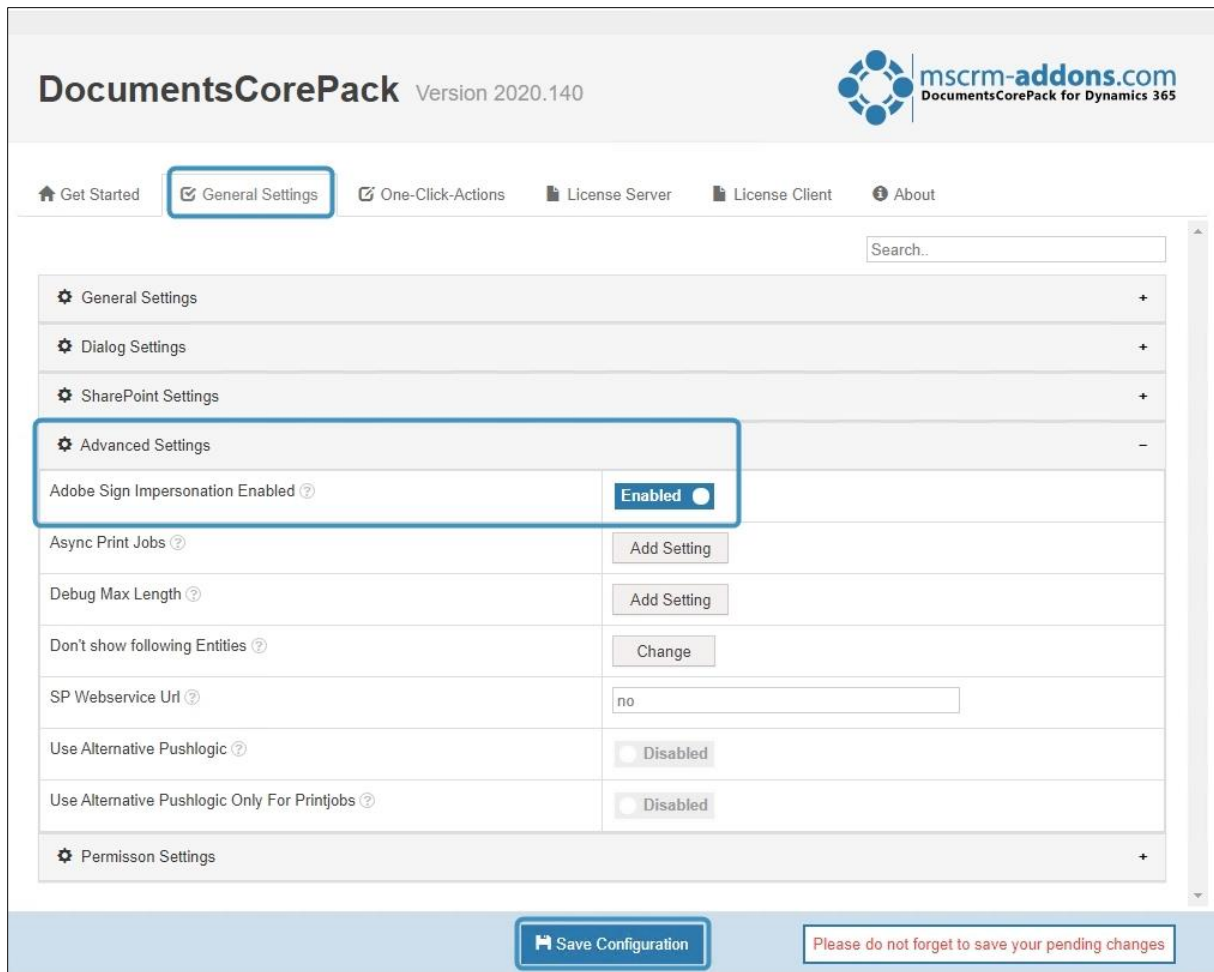 DocumentsCorePack Version 2020.140
mscrm-addons.com
DocumentsCorePack for Dynamics 365
Get Started General Settings One-Click-Actions License Server License Client About
Search..
General Settings +
Dialog Settings +
SharePoint Settings +
Advanced Settings –
Adobe Sign Impersonation Enabled ? Enabled
Async Print Jobs ? Add Setting
Debug Max Length ? Add Setting
Don't show following Entities ? Change
SP Webservice Url ? no
Use Alternative Pushlogic ? Disabled
Use Alternative Pushlogic Only For Printjobs ? Disabled
Permisson Settings +
Save Configuration Please do not forget to save your pending changes